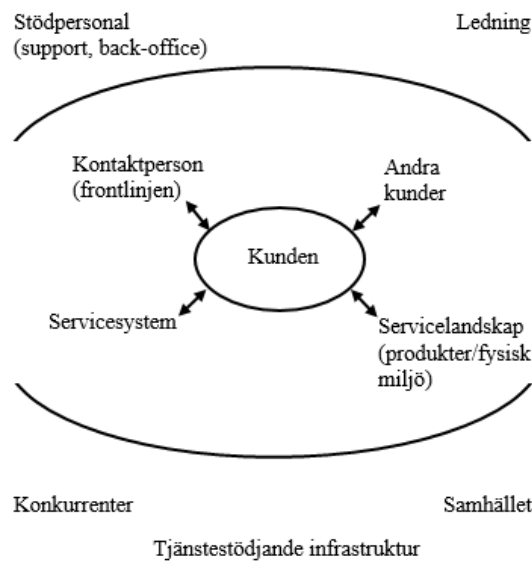 Stödpersonal
(support, back-office)
Ledning
Kontaktperson
(frontlinjen)
Andra
kunder
Kunden
Servicesystem
Servicelandskap
(produkter/fysisk
miljö)
Konkurrenter
Samhället
Tjänstestödjande infrastruktur